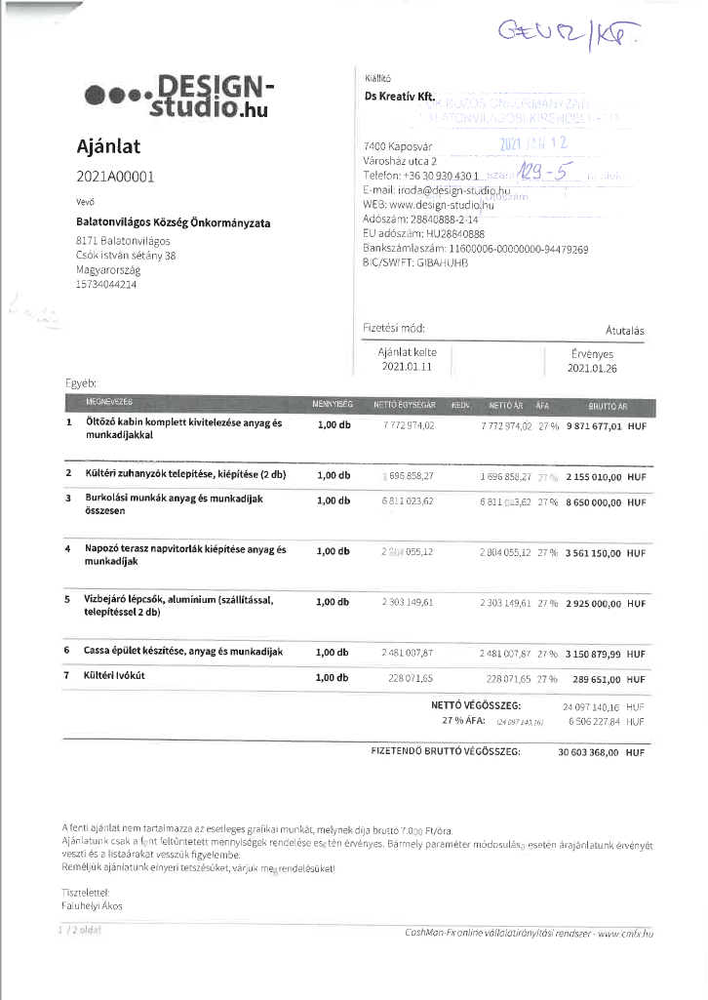 DESIGN-
studio.hu
Ajánlat
2021A00001
Vevő
Balatonvilágos Község Önkormányzata
8171 Balatonvilágos
Csók istván sétány 38
Magyarország
15734044214
Kiállító
Ds Kreatív Kft.
KÖZÖS ÖNKORMÁNYZATI
BALATONVILÁGOSI KIRENDELT
7400 Kaposvár
2021 JAN 12.
Városház utca 2
Telefon: +36 30 930 430 1
szám 129-5
E-mail: iroda@design-studio.hu
utószám
WEB: www.design-studio.hu
Adószám: 28840888-2-14
EU adószám: HU28840888
Bankszámlaszám: 11600006-00000000-94479269
BIC/SWIFT: GIBAHUHB
Fizetési mód: Átutalás
Ajánlat kelte Érvényes
2021.01.11 2021.01.26
Egyéb:
MEGNEVEZÉS MENNYISÉG NETTÓ EGYSÉGÁR KEDV. NETTÓ ÁR ÁFA BRUTTÓ ÁR
1 Öltöző kabin komplett kivitelezése anyag és munkadíjakkal 1,00 db 7 772 974,02 7 772 974,02 27 % 9 871 677,01 HUF
2 Kültéri zuhanyzók telepítése, kiépítése (2 db) 1,00 db 1 696 858,27 1 696 858,27 27 % 2 155 010,00 HUF
3 Burkolási munkák anyag és munkadíjak összesen 1,00 db 6 811 023,62 6 811 023,62 27 % 8 650 000,00 HUF
4 Napozó terasz napvitorlák kiépítése anyag és munkadíjak 1,00 db 2 804 055,12 2 804 055,12 27 % 3 561 150,00 HUF
5 Vízbejáró lépcsők, alumínium (szállítással, telepítéssel 2 db) 1,00 db 2 303 149,61 2 303 149,61 27 % 2 925 000,00 HUF
6 Cassa épület készítése, anyag és munkadíjak 1,00 db 2 481 007,87 2 481 007,87 27 % 3 150 879,99 HUF
7 Kültéri Ivókút 1,00 db 228 071,65 228 071,65 27 % 289 651,00 HUF
NETTÓ VÉGÖSSZEG: 24 097 140,16 HUF
27 % ÁFA: (24 097 140,16) 6 506 227,84 HUF
FIZETENDŐ BRUTTÓ VÉGÖSSZEG: 30 603 368,00 HUF
A fenti ajánlat nem tartalmazza az esetleges grafikai munkát, melynek díja bruttó 7.000 Ft/óra.
Ajánlatunk csak a fent feltüntetett mennyiségek rendelése esetén érvényes. Bármely paraméter módosulása esetén árajánlatunk érvényét
veszti és a listaárakat vesszük figyelembe.
Reméljük ajánlatunk elnyeri tetszésüket, várjuk megrendelésüket!
Tisztelettel:
Faluhelyi Ákos
1 / 2 oldal
CashMan-Fx online vállalatirányítási rendszer - www.cmfx.hu